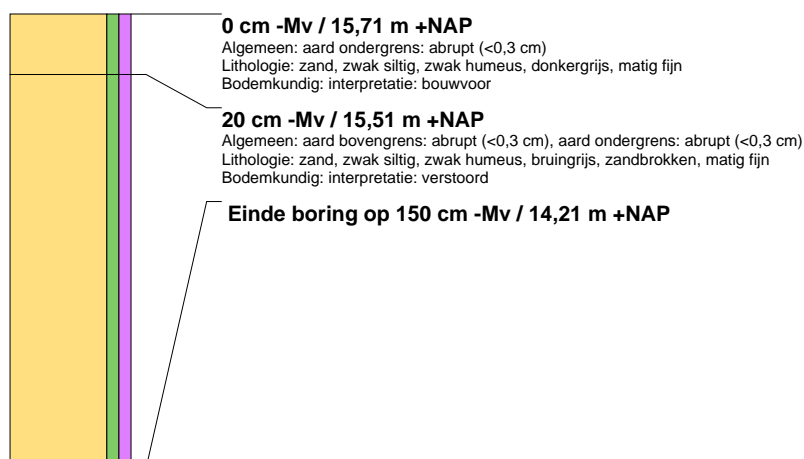 0 cm -Mv / 15,71 m +NAP
Algemeen: aard ondergrens: abrupt (<0,3 cm)
Lithologie: zand, zwak siltig, zwak humeus, donkergrijs, matig fijn
Bodemkundig: interpretatie: bouwvoor
20 cm -Mv / 15,51 m +NAP
Algemeen: aard bovengrens: abrupt (<0,3 cm), aard ondergrens: abrupt (<0,3 cm)
Lithologie: zand, zwak siltig, zwak humeus, bruingrijs, zandbrokken, matig fijn
Bodemkundig: interpretatie: verstoord
Einde boring op 150 cm -Mv / 14,21 m +NAP